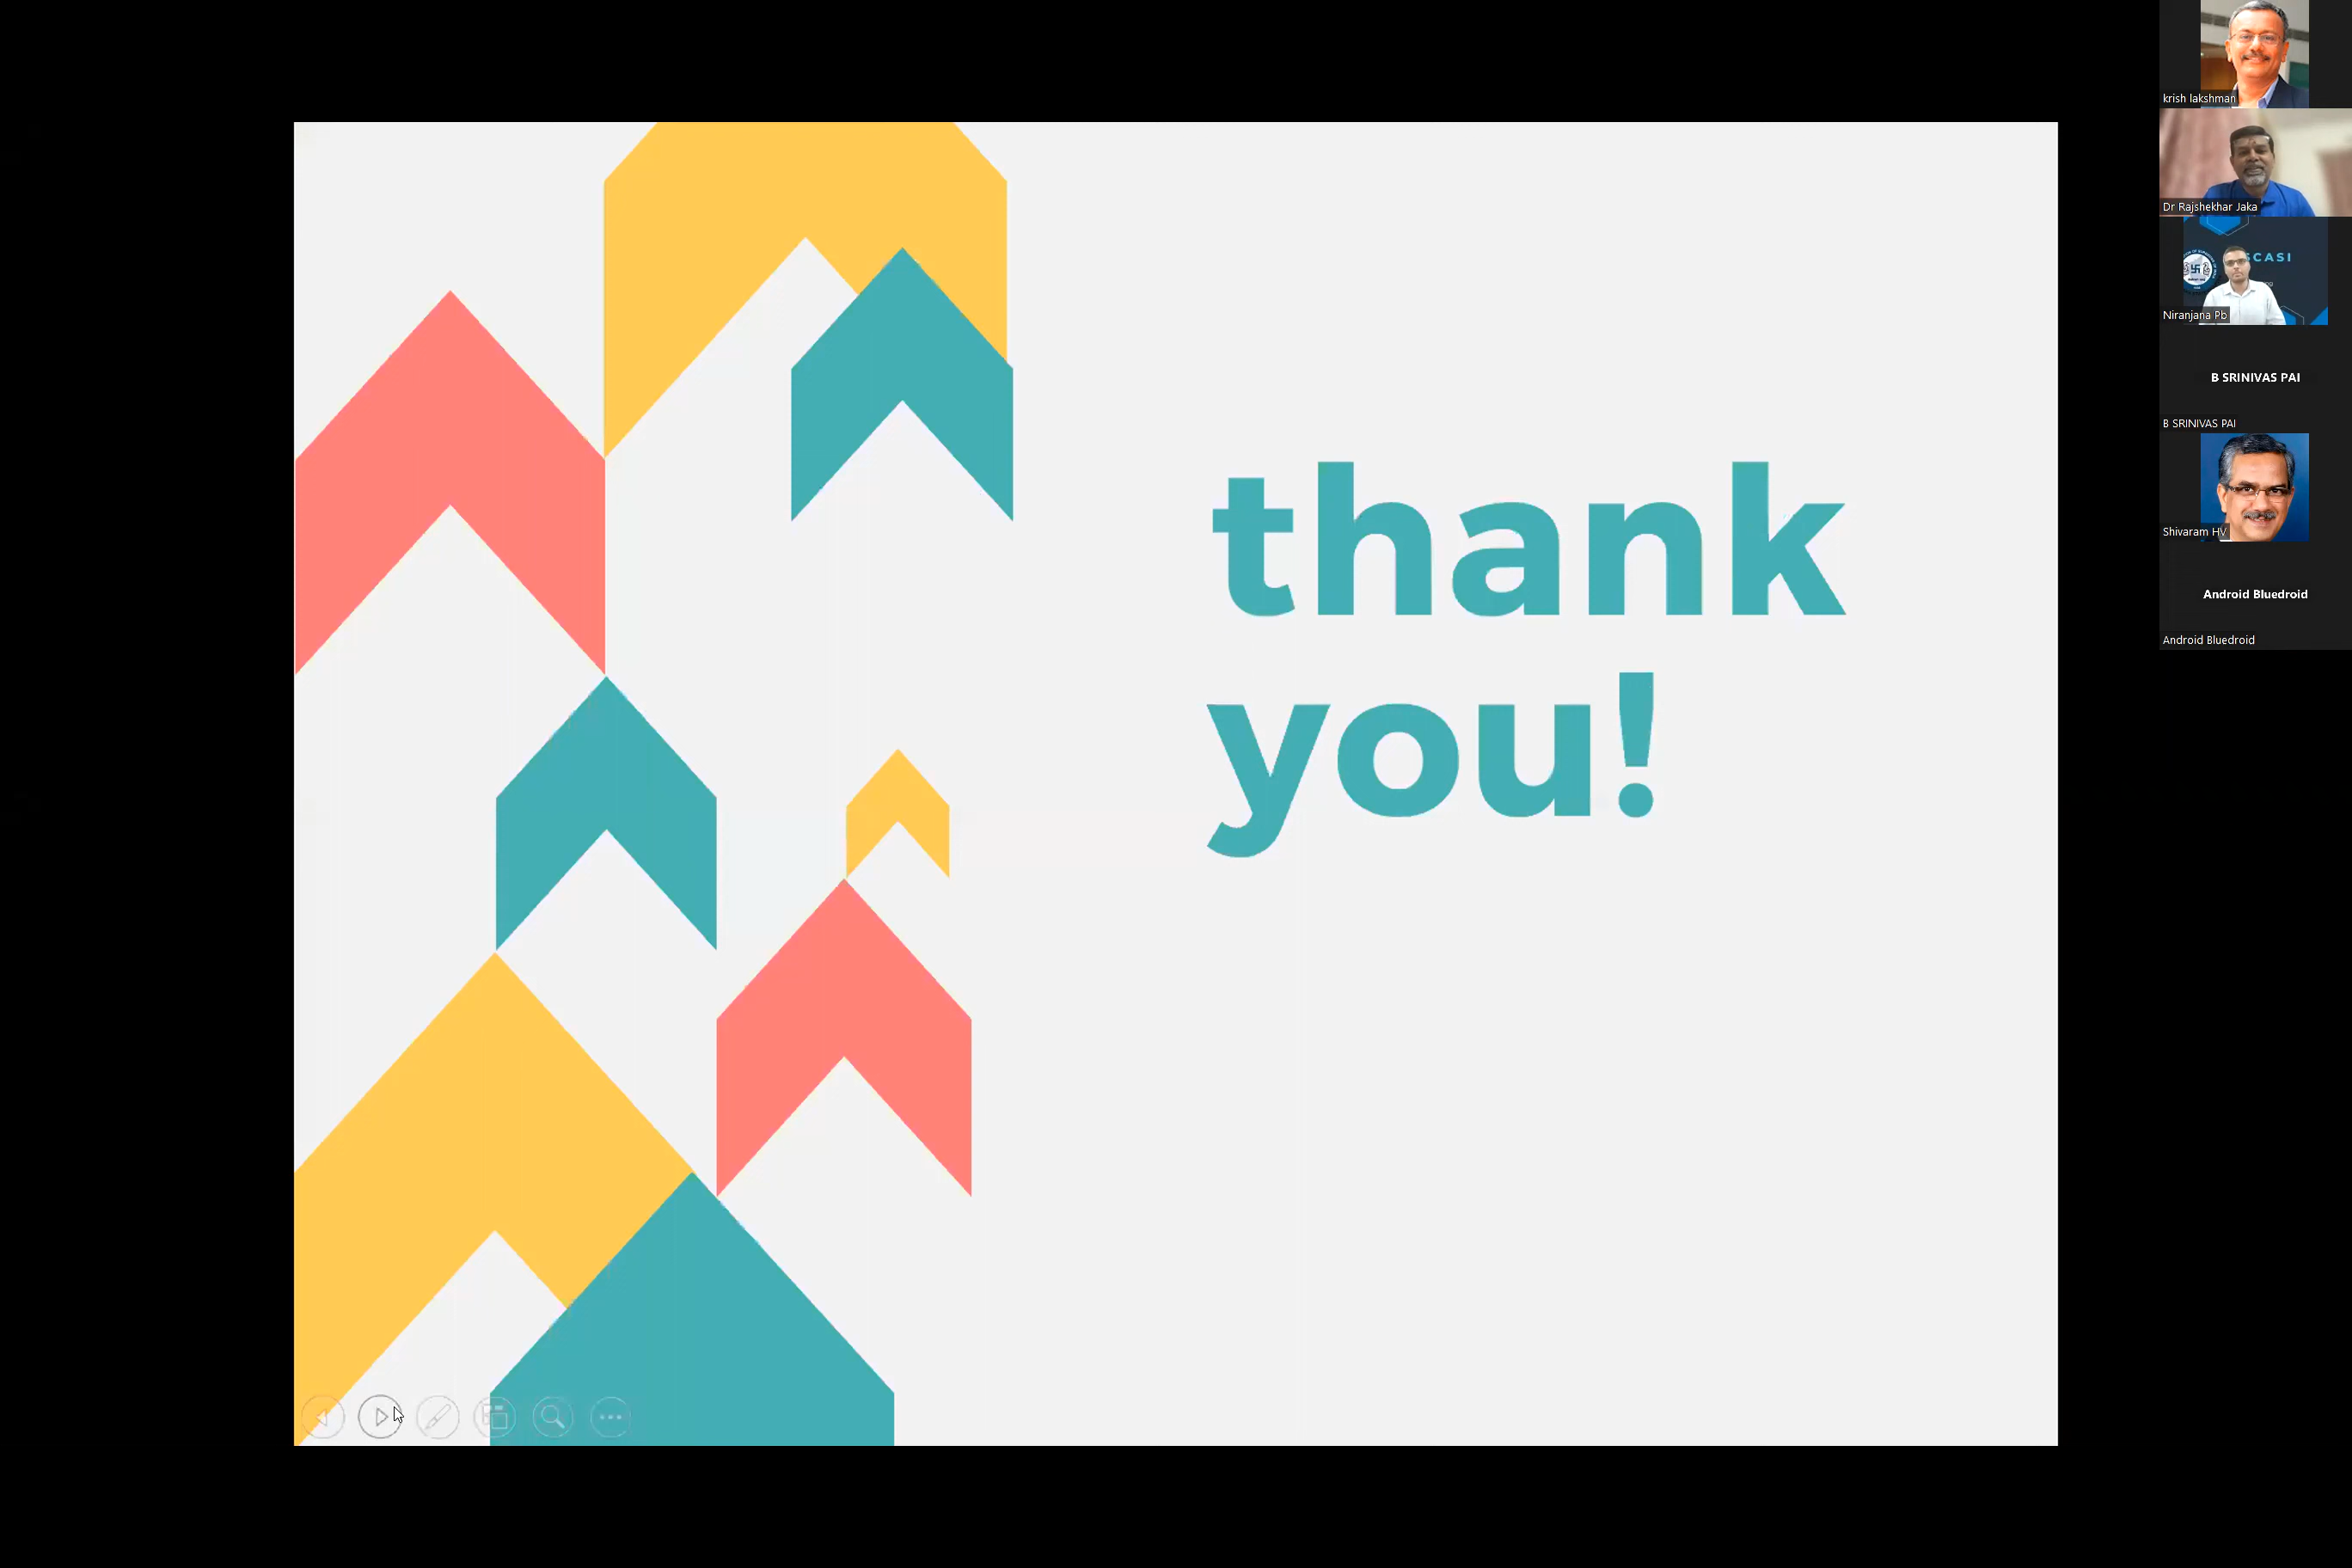 thank
you!
krish lakshman
Dr Rajshekhar Jaka
SCASI
Niranjana Pb
B SRINIVAS PAI
B SRINIVAS PAI
Shivaram HV
Android Bluedroid
Android Bluedroid